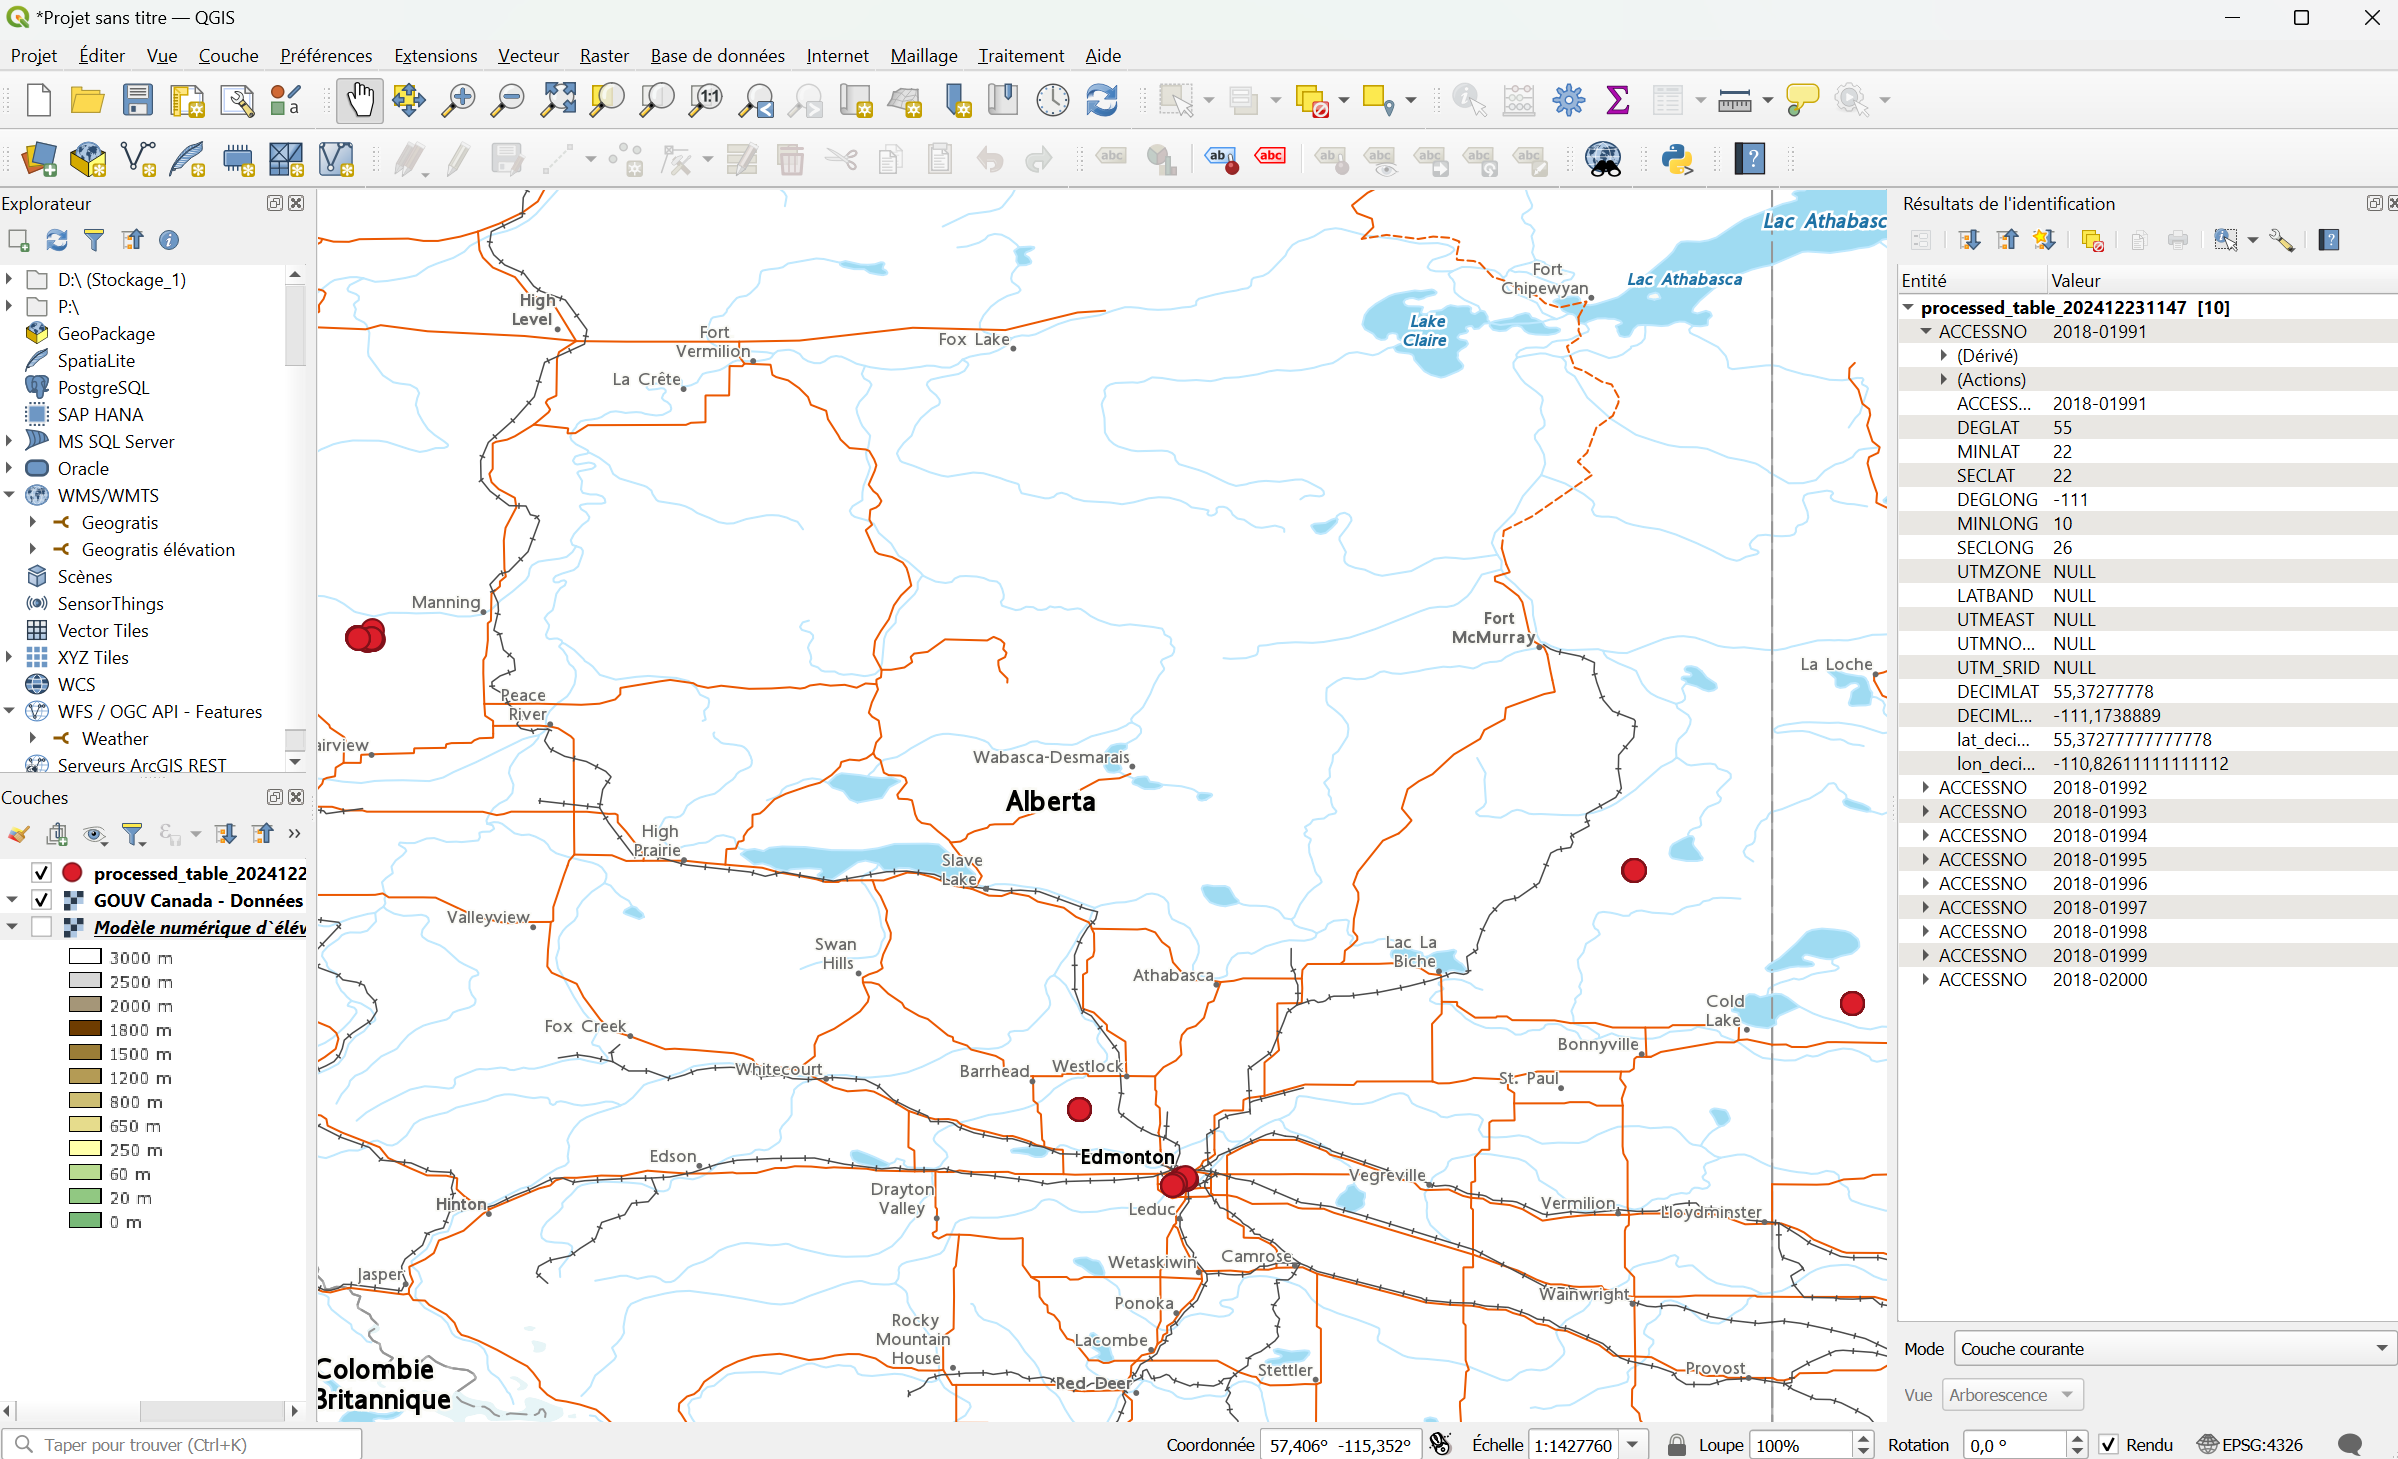 *Projet sans titre — QGIS
Projet Éditer Vue Couche Préférences Extensions Vecteur Raster Base de données Internet Maillage Traitement Aide
Explorateur
D:\ (Stockage_1)
P:\
GeoPackage
SpatiaLite
PostgreSQL
SAP HANA
MS SQL Server
Oracle
WMS/WMTS
Geogratis
Geogratis élévation
Scènes
SensorThings
Vector Tiles
XYZ Tiles
WCS
WFS / OGC API - Features
Weather
Serveurs ArcGIS REST
Couches
processed_table_2024122
GOUV Canada - Données
Modèle numérique d`élév
3000 m
2500 m
2000 m
1800 m
1500 m
1200 m
800 m
650 m
250 m
60 m
20 m
0 m
Lac Athabasc
Lac Athabasca
Fort
Chipewyan
Lake
Claire
High
Level
Fort
Vermilion
Fox Lake
La Crête
Manning
Fort
McMurray
La Loche
Peace
River
airview
Wabasca-Desmarais
Alberta
High
Prairie
Slave
Lake
Valleyview
Swan
Hills
Lac La
Biche
Athabasca
Cold
Lake
Fox Creek
Bonnyville
Whitecourt
Barrhead
Westlock
St. Paul
Edmonton
Edson
Vegreville
Drayton
Valley
Hinton
Leduc
Vermilion
Lloydminster
Wetaskiwin
Camrose
Jasper
Ponoka
Wainwright
Rocky
Mountain
House
Lacombe
Stettler
Provost
Red-Deer
Colombie
Britannique
Résultats de l'identification
Entité Valeur
processed_table_202412231147 [10]
ACCESSNO 2018-01991
(Dérivé)
(Actions)
ACCESS... 2018-01991
DEGLAT 55
MINLAT 22
SECLAT 22
DEGLONG -111
MINLONG 10
SECLONG 26
UTMZONE NULL
LATBAND NULL
UTMEAST NULL
UTMNO... NULL
UTM_SRID NULL
DECIMLAT 55,37277778
DECIML... -111,1738889
lat_deci... 55,37277777777778
lon_deci... -110,82611111111112
ACCESSNO 2018-01992
ACCESSNO 2018-01993
ACCESSNO 2018-01994
ACCESSNO 2018-01995
ACCESSNO 2018-01996
ACCESSNO 2018-01997
ACCESSNO 2018-01998
ACCESSNO 2018-01999
ACCESSNO 2018-02000
Mode Couche courante
Vue Arborescence
Taper pour trouver (Ctrl+K) Coordonnée 57,406° -115,352° Échelle 1:1427760 Loupe 100% Rotation 0,0 ° Rendu EPSG:4326